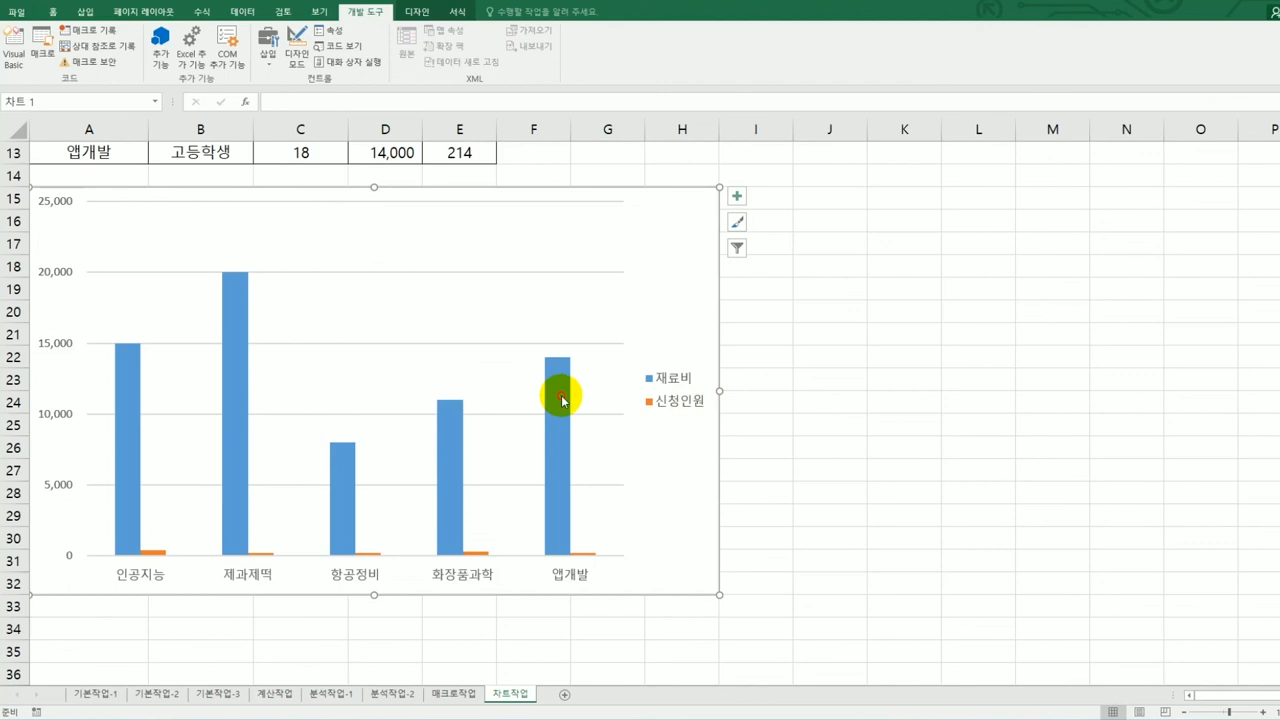 파일 홈 삽입 페이지 레이아웃 수식 데이터 검토 보기 개발 도구 디자인 서식 수행할 작업을 알려 주세요.
Visual Basic
매크로
매크로 기록
상대 참조로 기록
매크로 보안
코드
추가 기능
Excel 추가 기능
COM 추가 기능
추가 기능
삽입
디자인 모드
속성
코드 보기
대화 상자 실행
컨트롤
원본
맵 속성
확장 팩
데이터 새로 고침
가져오기
내보내기
XML
차트 1
fx
A B C D E F G H I J K L M N O P
13 앱개발 고등학생 18 14,000 214
14
15
16
17
18
19
20
21
22
23
24
25
26
27
28
29
30
31
32
33
34
35
36
25,000
20,000
15,000
10,000
5,000
0
인공지능 제과제떡 항공정비 화장품과학 앱개발
재료비
신청인원
기본작업-1 기본작업-2 기본작업-3 계산작업 분석작업-1 분석작업-2 매크로작업 차트작업
준비